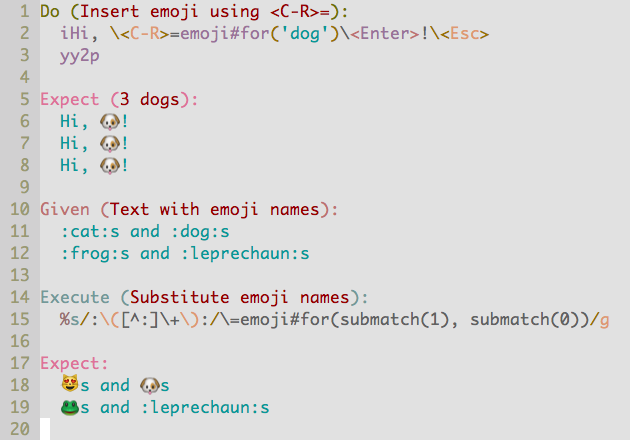 1 Do (Insert emoji using <C-R>=):
2   iHi, \<C-R>=emoji#for('dog')\<Enter>!\<Esc>
3   yy2p
4
5 Expect (3 dogs):
6   Hi, 🐶!
7   Hi, 🐶!
8   Hi, 🐶!
9
10 Given (Text with emoji names):
11   :cat:s and :dog:s
12   :frog:s and :leprechaun:s
13
14 Execute (Substitute emoji names):
15   %s/:\([^:]\+\):/\=emoji#for(submatch(1), submatch(0))/g
16
17 Expect:
18   😻s and 🐶s
19   🐸s and :leprechaun:s
20